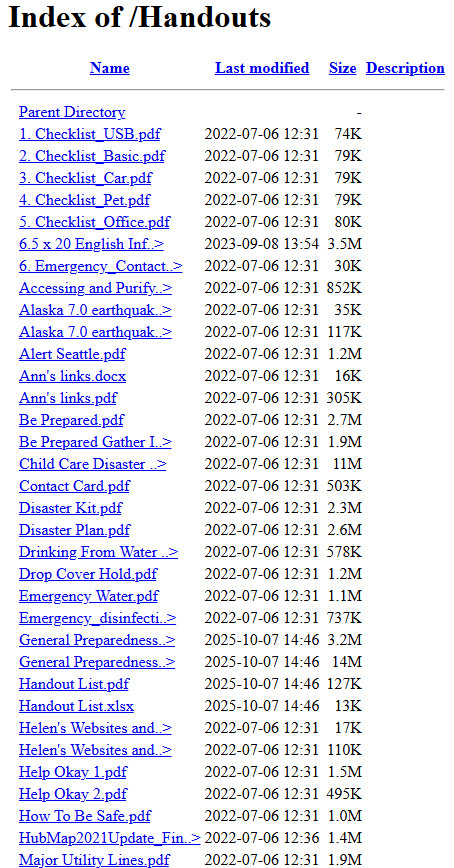 Index of /Handouts
Name Last modified Size Description
Parent Directory -
1. Checklist_USB.pdf 2022-07-06 12:31 74K
2. Checklist_Basic.pdf 2022-07-06 12:31 79K
3. Checklist_Car.pdf 2022-07-06 12:31 79K
4. Checklist_Pet.pdf 2022-07-06 12:31 79K
5. Checklist_Office.pdf 2022-07-06 12:31 80K
6.5 x 20 English Inf..> 2023-09-08 13:54 3.5M
6. Emergency_Contact..> 2022-07-06 12:31 30K
Accessing and Purify..> 2022-07-06 12:31 852K
Alaska 7.0 earthquak..> 2022-07-06 12:31 35K
Alaska 7.0 earthquak..> 2022-07-06 12:31 117K
Alert Seattle.pdf 2022-07-06 12:31 1.2M
Ann's links.docx 2022-07-06 12:31 16K
Ann's links.pdf 2022-07-06 12:31 305K
Be Prepared.pdf 2022-07-06 12:31 2.7M
Be Prepared Gather I..> 2022-07-06 12:31 1.9M
Child Care Disaster ..> 2022-07-06 12:31 11M
Contact Card.pdf 2022-07-06 12:31 503K
Disaster Kit.pdf 2022-07-06 12:31 2.3M
Disaster Plan.pdf 2022-07-06 12:31 2.6M
Drinking From Water ..> 2022-07-06 12:31 578K
Drop Cover Hold.pdf 2022-07-06 12:31 1.2M
Emergency Water.pdf 2022-07-06 12:31 1.1M
Emergency_disinfecti..> 2022-07-06 12:31 737K
General Preparedness..> 2025-10-07 14:46 3.2M
General Preparedness..> 2025-10-07 14:46 14M
Handout List.pdf 2025-10-07 14:46 127K
Handout List.xlsx 2025-10-07 14:46 13K
Helen's Websites and..> 2022-07-06 12:31 17K
Helen's Websites and..> 2022-07-06 12:31 110K
Help Okay 1.pdf 2022-07-06 12:31 1.5M
Help Okay 2.pdf 2022-07-06 12:31 495K
How To Be Safe.pdf 2022-07-06 12:31 1.0M
HubMap2021Update_Fin..> 2022-07-06 12:36 1.4M
Major Utility Lines.pdf 2022-07-06 12:31 1.9M